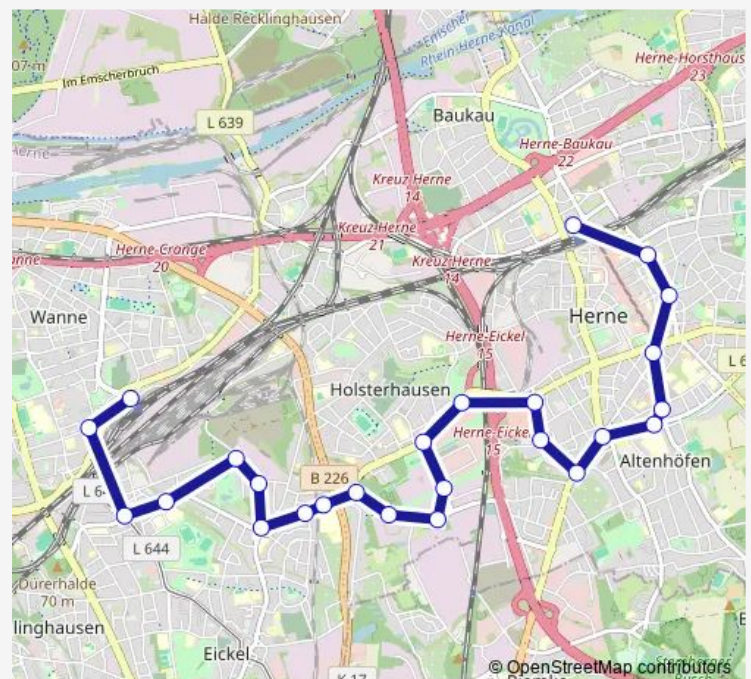 Halde Recklinghausen
Emscher
Rhein-Herne-Kanal
Herne-Horsthaus
23
07 m
Im Emscherbruch
L 639
Baukau
Herne-Baukau
22
Kreuz Herne
14
Kreuz Herne
21
Herne-Crange
20
Kreuz Herne
14
Wanne
Herne
Herne-Eickel
15
Holsterhausen
Herne-Eickel
15
Altenhöfen
B 226
L 644
Dürerhalde
70 m
linghausen
Eickel
K 17
© OpenStreetMap contributors